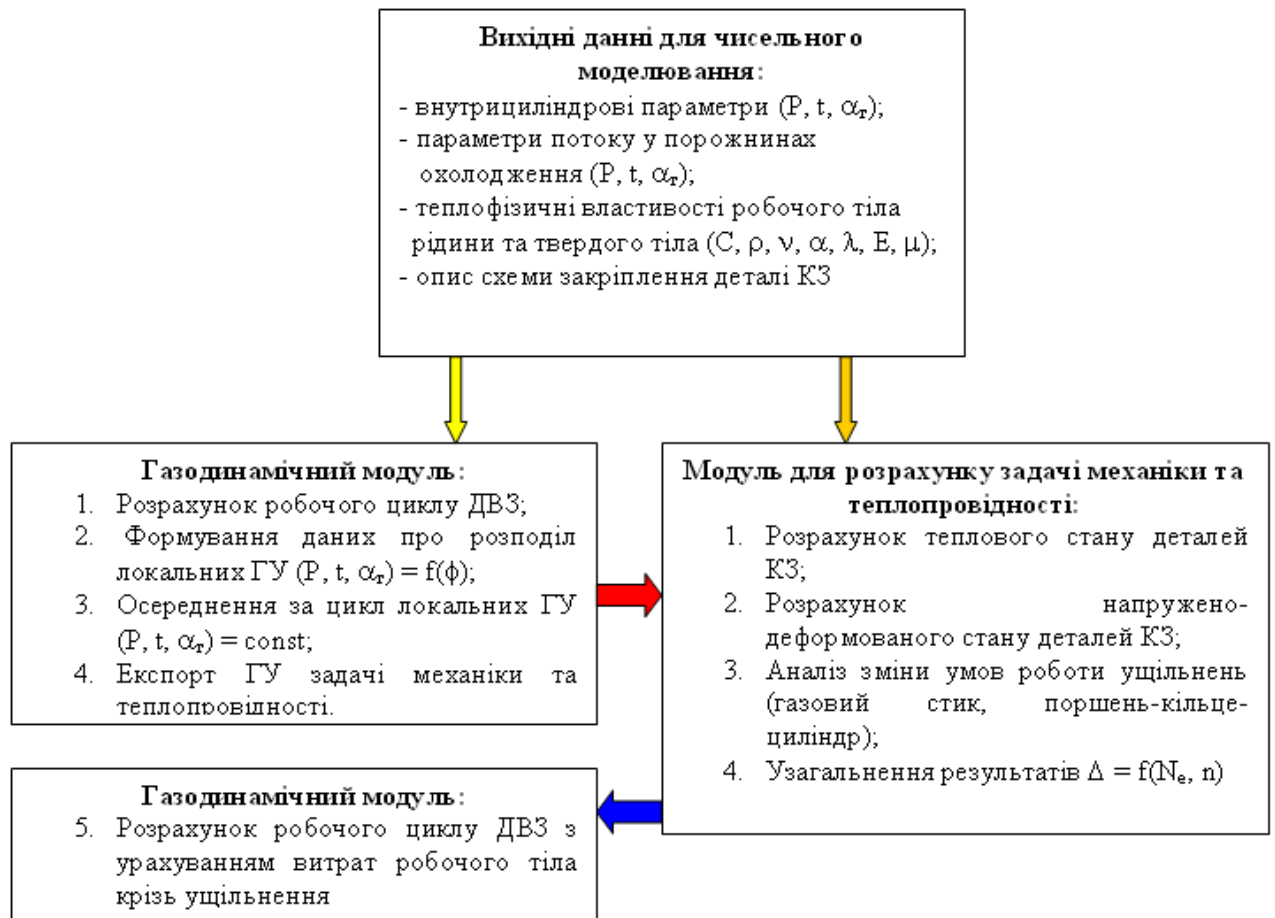 Вихідні данні для чисельного
моделювання:
- внутрициліндрові параметри (P, t, αг);
- параметри потоку у порожнинах
охолодження (P, t, αг);
- теплофізичні властивості робочого тіла
рідини та твердого тіла (C, ρ, ν, α, λ, E, μ);
- опис схеми закріплення деталі КЗ
Газодинамічний модуль:
1. Розрахунок робочого циклу ДВЗ;
2. Формування даних про розподіл
локальних ГУ (P, t, αг) = f(ϕ);
3. Осереднення за цикл локальних ГУ
(P, t, αг) = const;
4. Експорт ГУ задачі механіки та
теплопровідності.
Модуль для розрахунку задачі механіки та
теплопровідності:
1. Розрахунок теплового стану деталей
КЗ;
2. Розрахунок напружено-
деформованого стану деталей КЗ;
3. Аналіз зміни умов роботи ущільнень
(газовий стик, поршень-кільце-
циліндр);
4. Узагальнення результатів Δ = f(Nе, n)
Газодинамічний модуль:
5. Розрахунок робочого циклу ДВЗ з
урахуванням витрат робочого тіла
крізь ущільнення